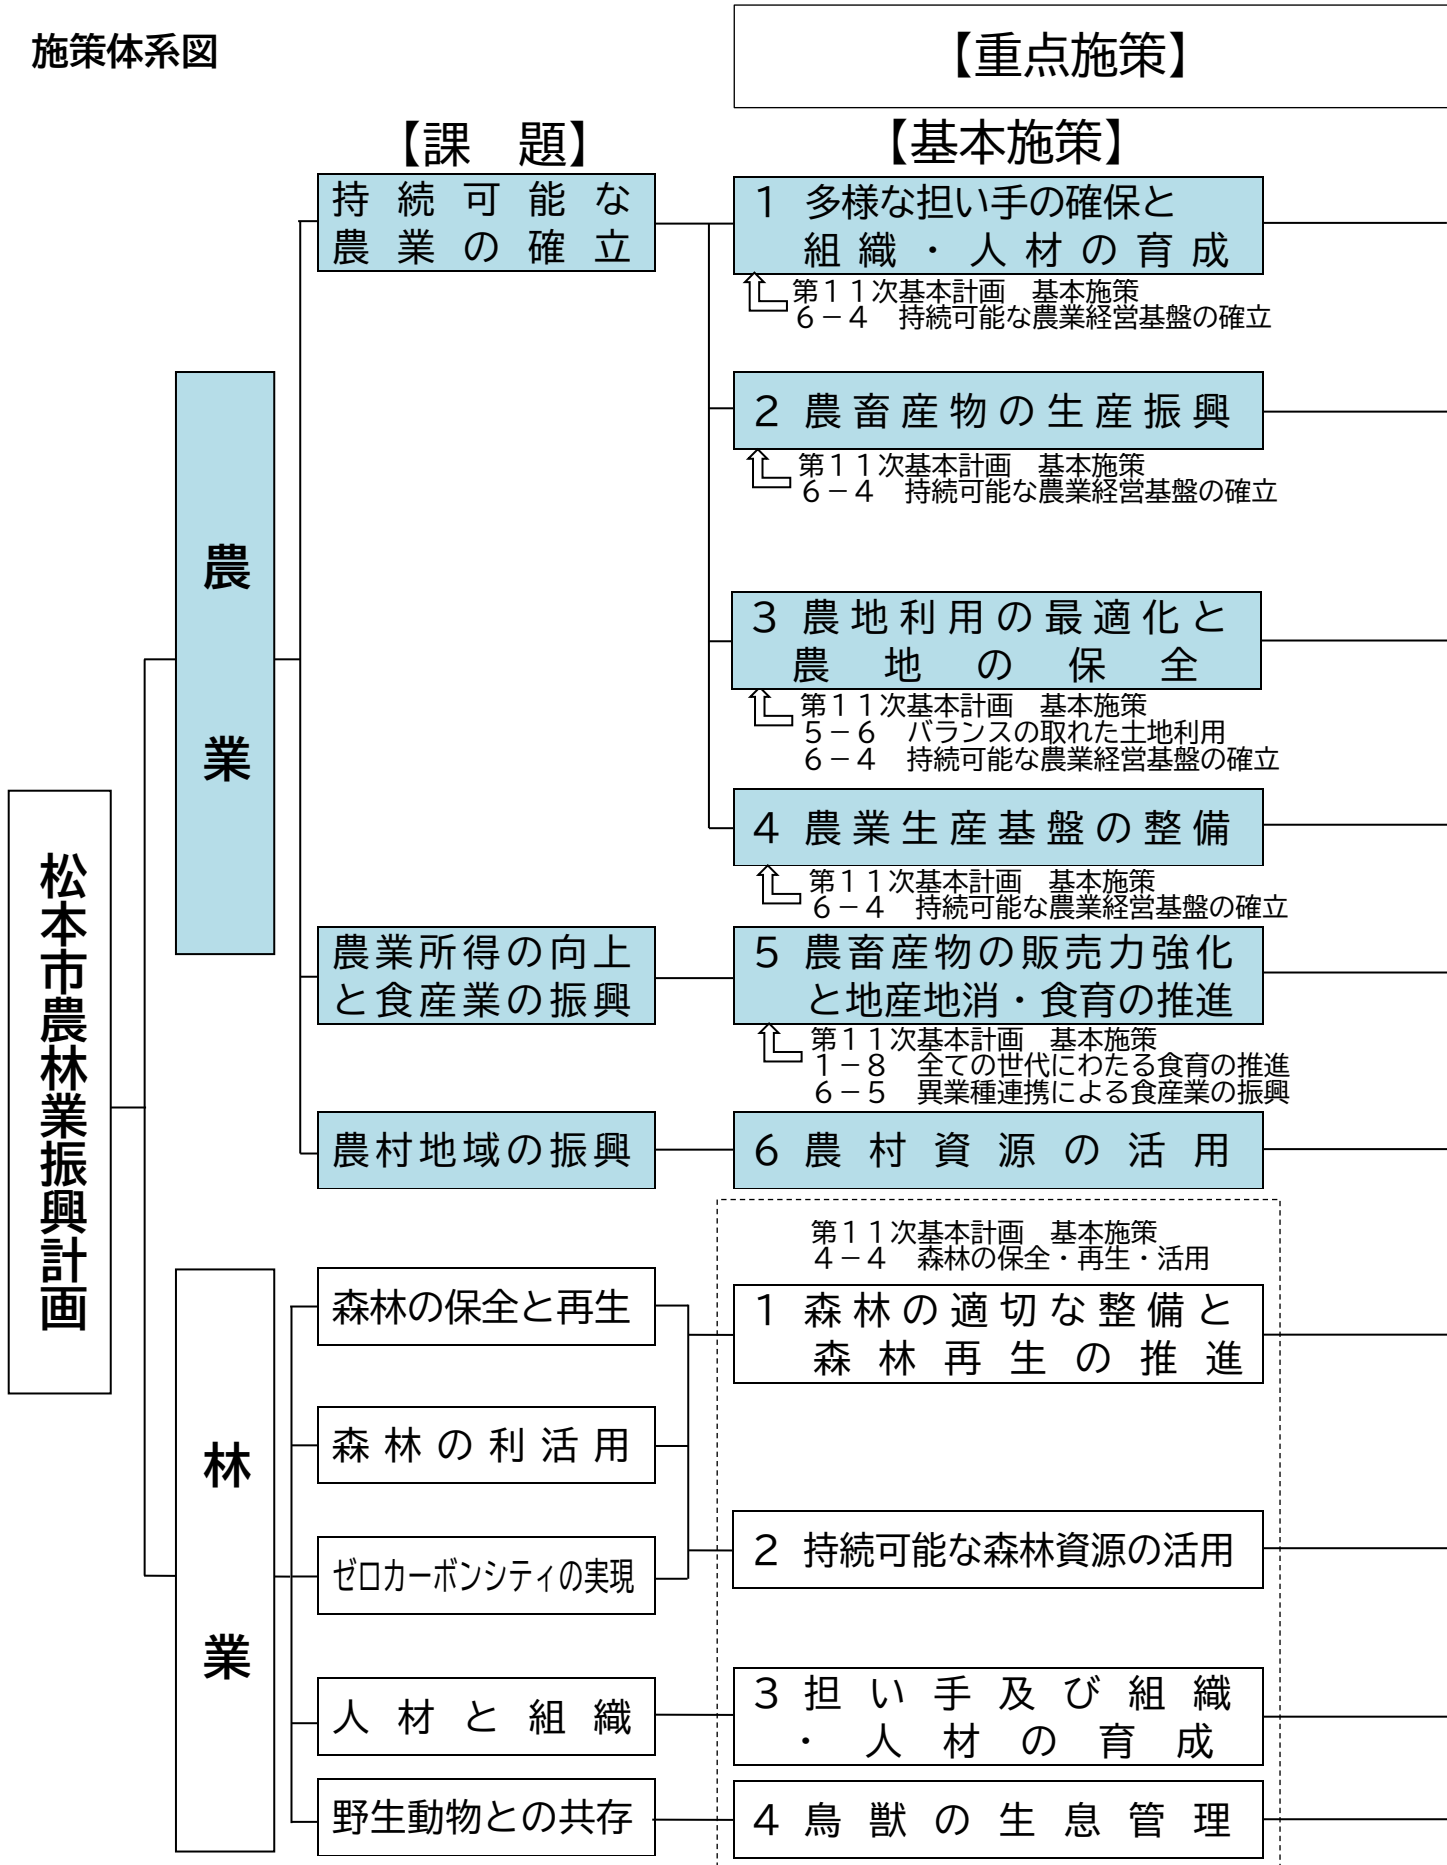 施策体系図
【重点施策】
【課　題】
【基本施策】
松本市農林業振興計画
農業
持続可能な
農業の確立
1 多様な担い手の確保と
組織・人材の育成
第１１次基本計画　基本施策
６－４　持続可能な農業経営基盤の確立
2 農畜産物の生産振興
第１１次基本計画　基本施策
６－４　持続可能な農業経営基盤の確立
3 農地利用の最適化と
農地の保全
第１１次基本計画　基本施策
５－６　バランスの取れた土地利用
６－４　持続可能な農業経営基盤の確立
4 農業生産基盤の整備
第１１次基本計画　基本施策
６－４　持続可能な農業経営基盤の確立
農業所得の向上
と食産業の振興
5 農畜産物の販売力強化
と地産地消・食育の推進
第１１次基本計画　基本施策
１－８　全ての世代にわたる食育の推進
６－５　異業種連携による食産業の振興
農村地域の振興
6 農村資源の活用
林業
第１１次基本計画　基本施策
４－４　森林の保全・再生・活用
森林の保全と再生
1 森林の適切な整備と
森林再生の推進
森林の利活用
ゼロカーボンシティの実現
2 持続可能な森林資源の活用
人材と組織
3 担い手及び組織
・人材の育成
野生動物との共存
4 鳥獣の生息管理